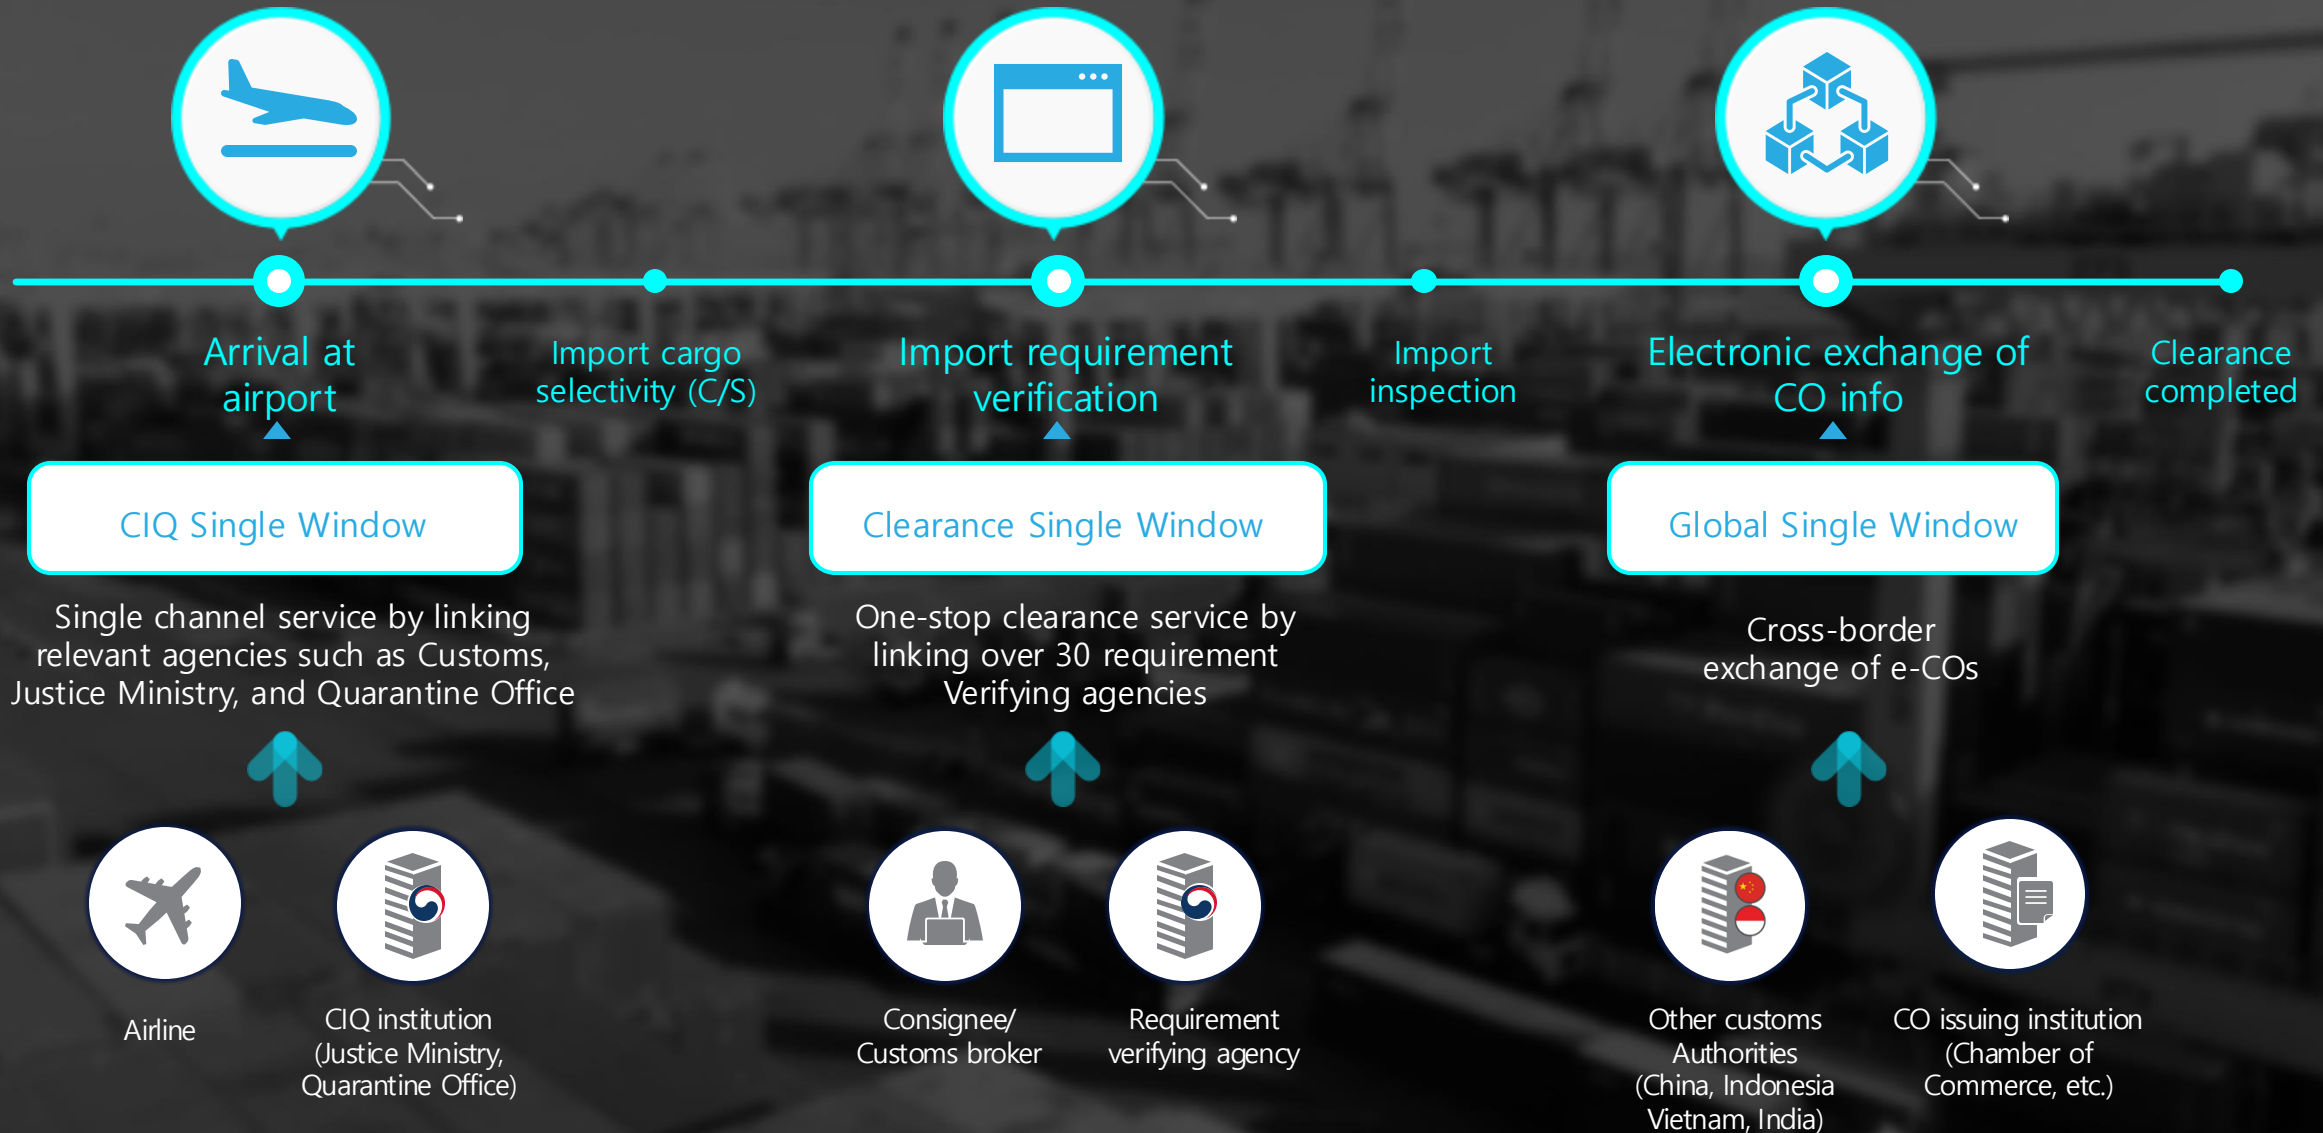 Arrival at
airport
Import cargo
selectivity (C/S)
Import requirement
verification
Import
inspection
Electronic exchange of
CO info
Clearance
completed
CIQ Single Window
Clearance Single Window
Global Single Window
Single channel service by linking
relevant agencies such as Customs,
Justice Ministry, and Quarantine Office
One-stop clearance service by
linking over 30 requirement
Verifying agencies
Cross-border
exchange of e-COs
Airline
CIQ institution
(Justice Ministry,
Quarantine Office)
Consignee/
Customs broker
Requirement
verifying agency
Other customs
Authorities
(China, Indonesia
Vietnam, India)
CO issuing institution
(Chamber of
Commerce, etc.)